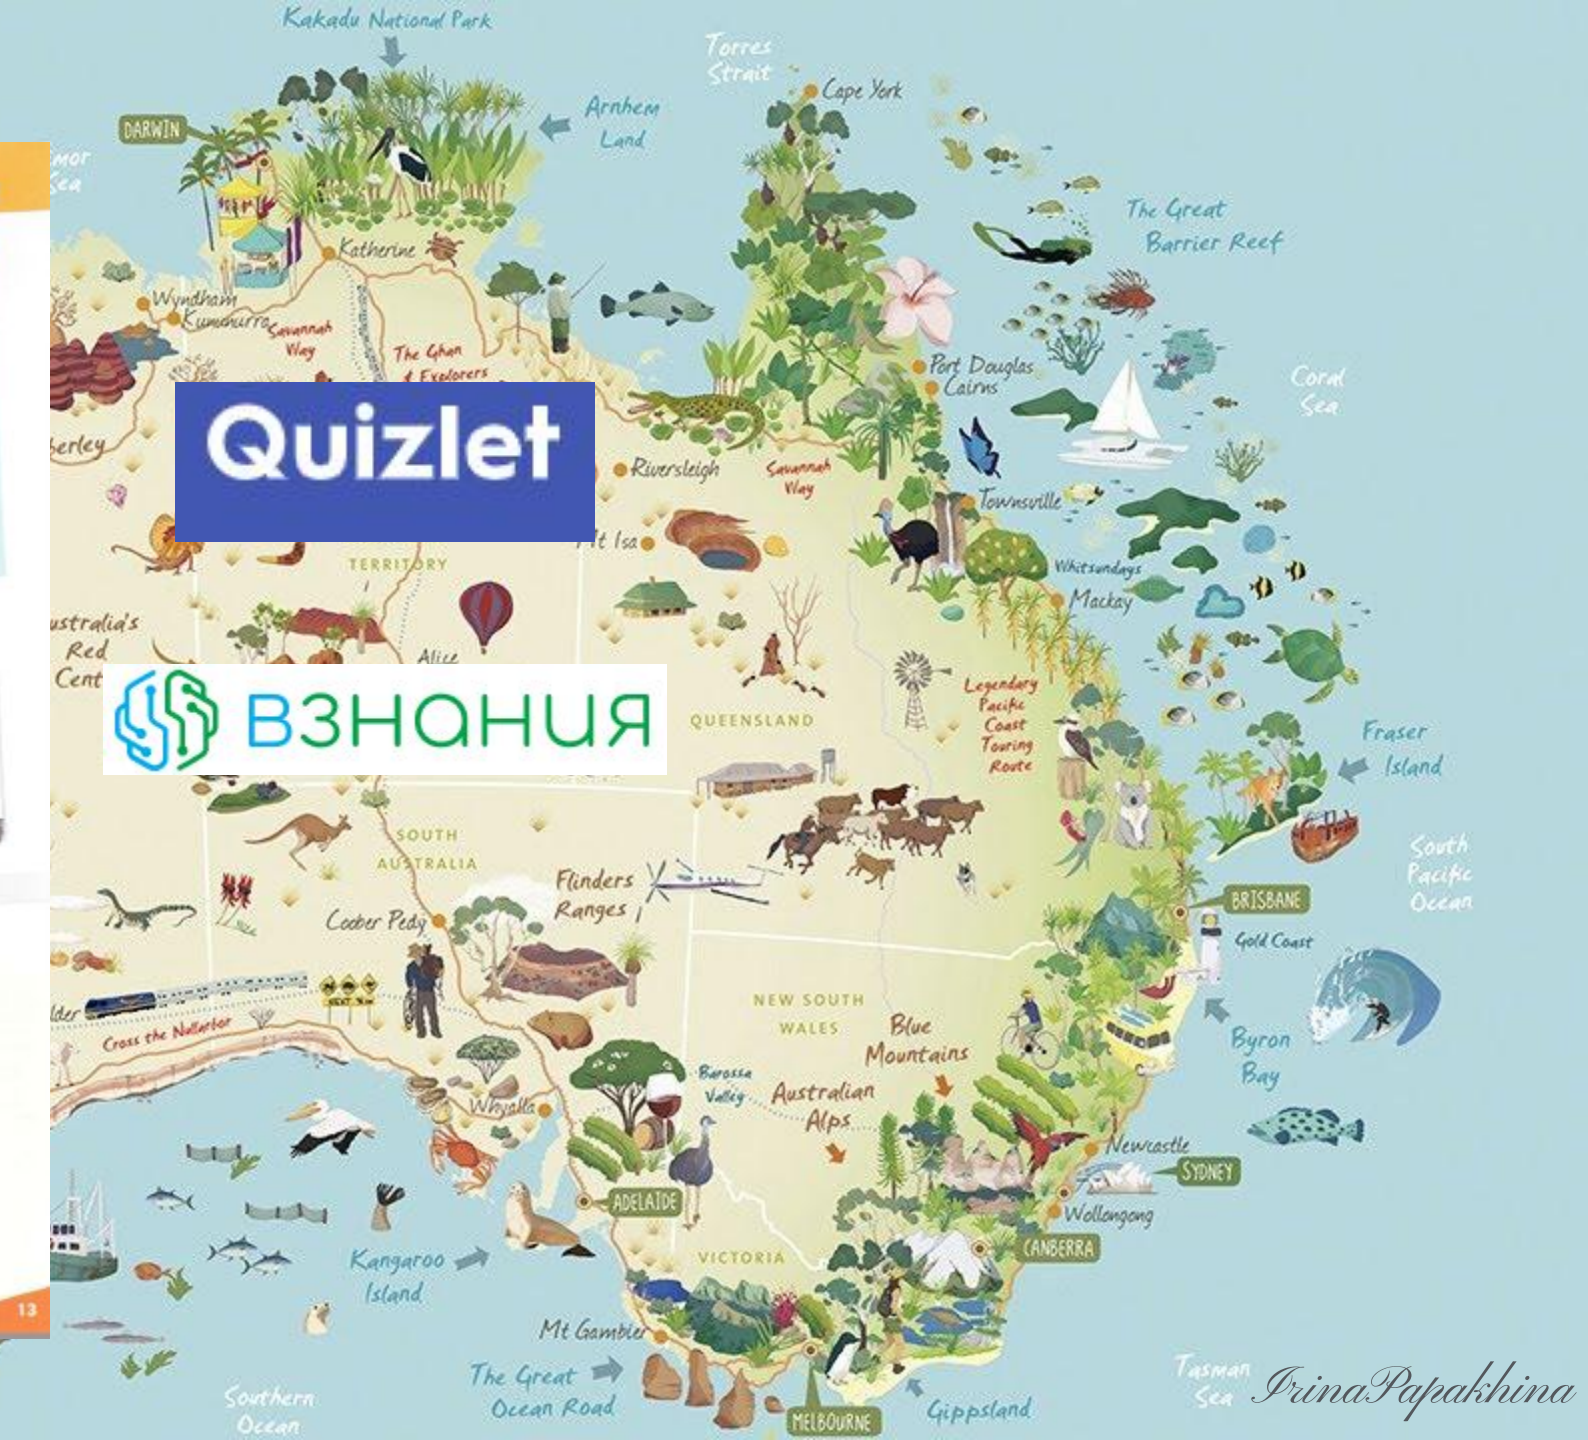 Kakadu National Park
Torres
Strait
Cape York
Arnhem
Land
DARWIN
Sea
The Great
Barrier Reef
Katherine
Wyndham
Kununurra
Savannah
Way
The Ghan
& Explorers
Port Douglas
Cairns
Coral
Sea
Quizlet
Riversleigh
Savannah
Way
Townsville
Mt Isa
TERRITORY
Whitsundays
Mackay
Red
Alice
взнания
QUEENSLAND
Legendary
Pacific
Coast
Touring
Route
Fraser
Island
SOUTH
AUSTRALIA
South
Pacific
Ocean
Flinders
Ranges
BRISBANE
Coober Pedy
Gold Coast
NEXT
Cross the Nullarbor
NEW SOUTH
WALES
Blue
Mountains
Byron
Bay
Barossa
Valley
Australian
Alps
Whyalla
Newcastle
SYDNEY
ADELAIDE
Wollongong
CANBERRA
Kangaroo
Island
VICTORIA
13
Mt Gambier
The Great
Ocean Road
Tasman
Sea
IrinaPapakhina
Southern
Ocean
MELBOURNE
Gippsland